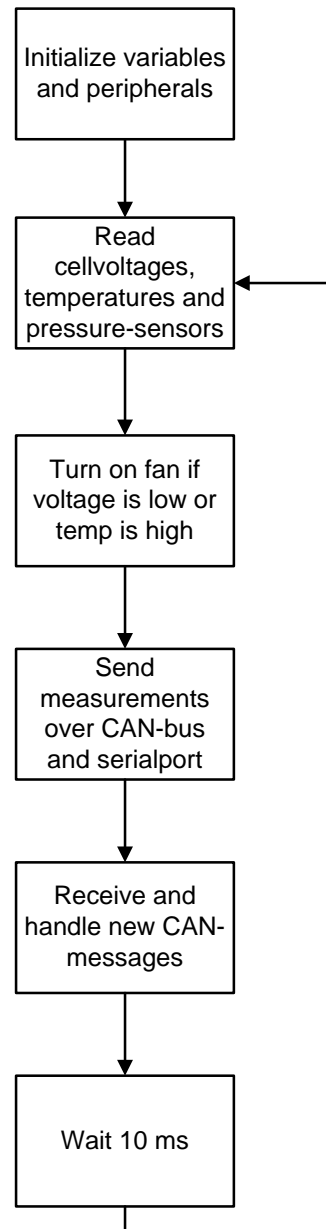 Initialize variables
and peripherals
Read
cellvoltages,
temperatures and
pressure-sensors
Turn on fan if
voltage is low or
temp is high
Send
measurements
over CAN-bus
and serialport
Receive and
handle new CAN-
messages
Wait 10 ms